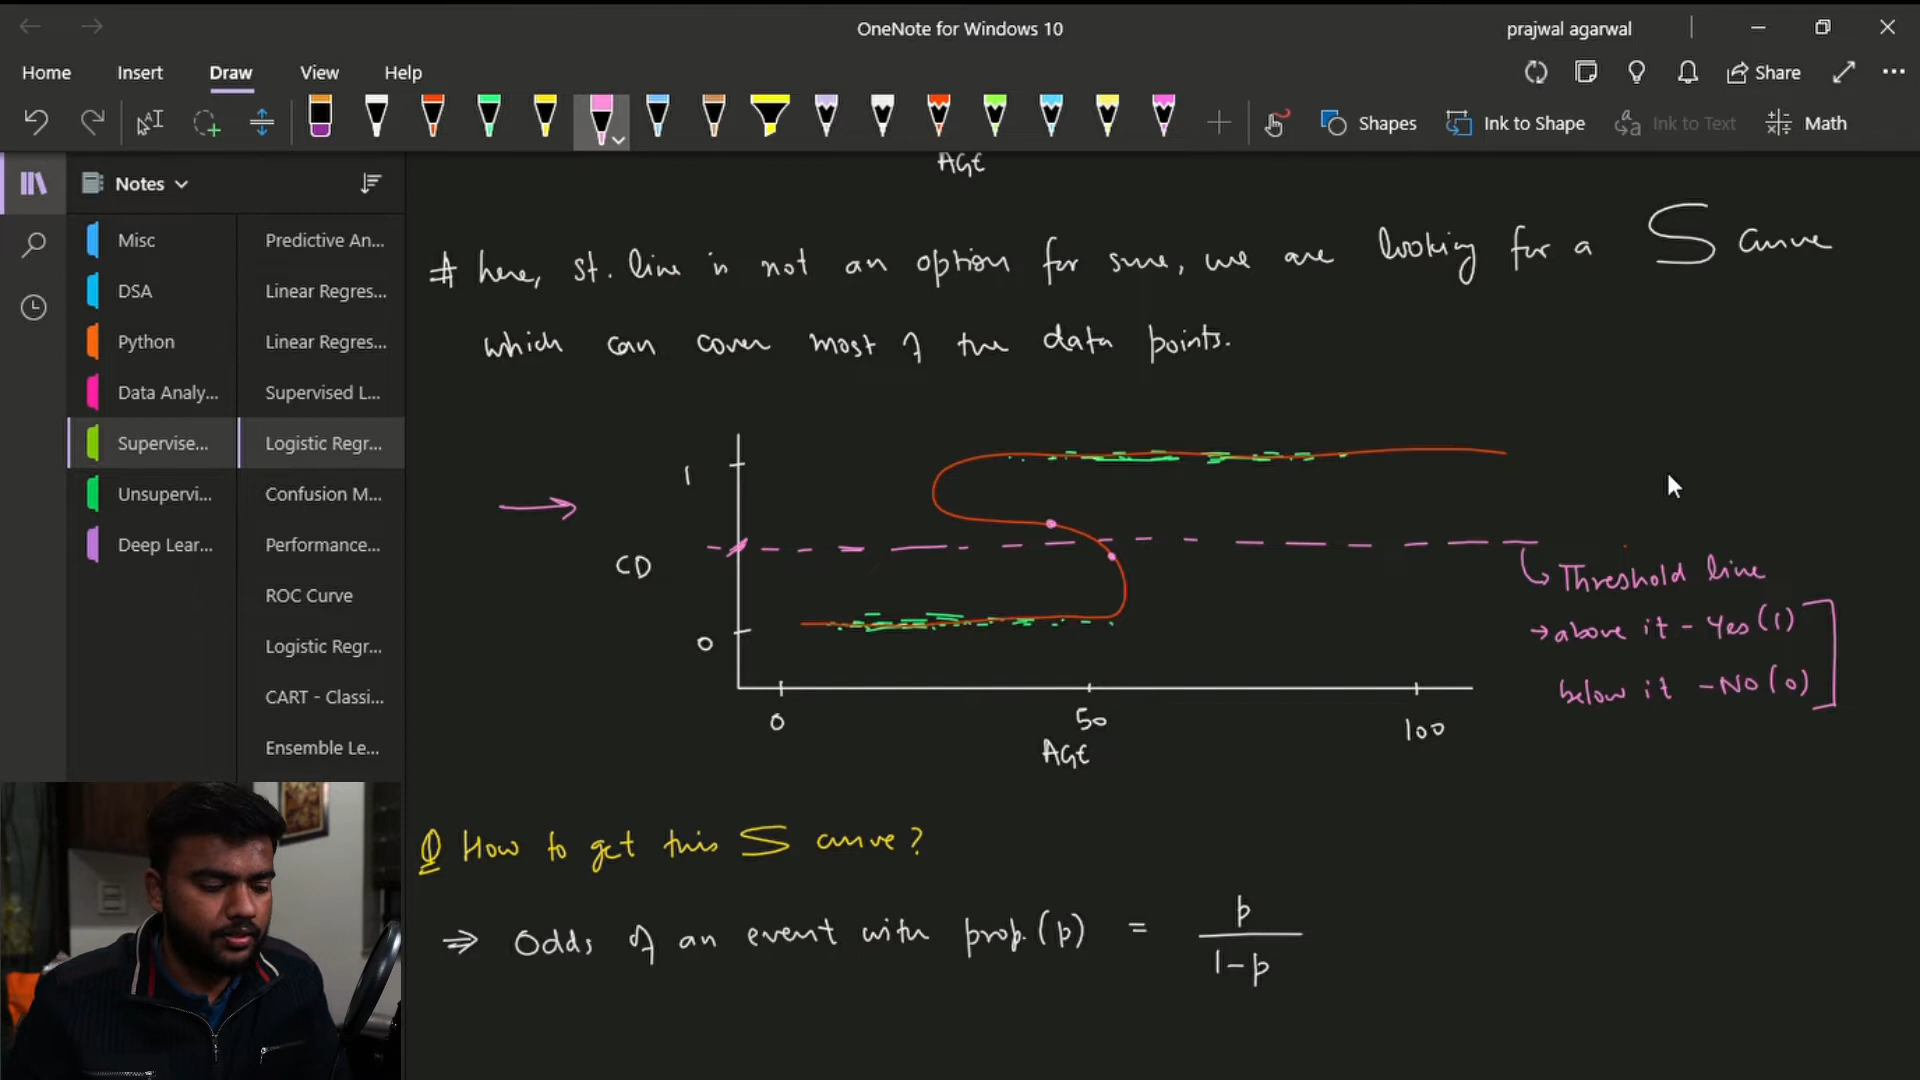 OneNote for Windows 10
prajwal agarwal
Home Insert Draw View Help
Share
Shapes Ink to Shape Ink to Text Math
Notes
Misc
DSA
Python
Data Analy...
Supervise...
Unsupervi...
Deep Lear...
Predictive An...
Linear Regres...
Linear Regres...
Supervised L...
Logistic Regr...
Confusion M...
Performance...
ROC Curve
Logistic Regr...
CART - Classi...
Ensemble Le...
AGE
# here, st. line is not an option for sure, we are looking for a S curve
which can cover most of the data points.
1
CD
0
0 50 100
AGE
Threshold line
→ above it - Yes (1)
below it - NO (0)
Q How to get this S curve?
⇒ Odds of an event with prop. (p) = p
1-p